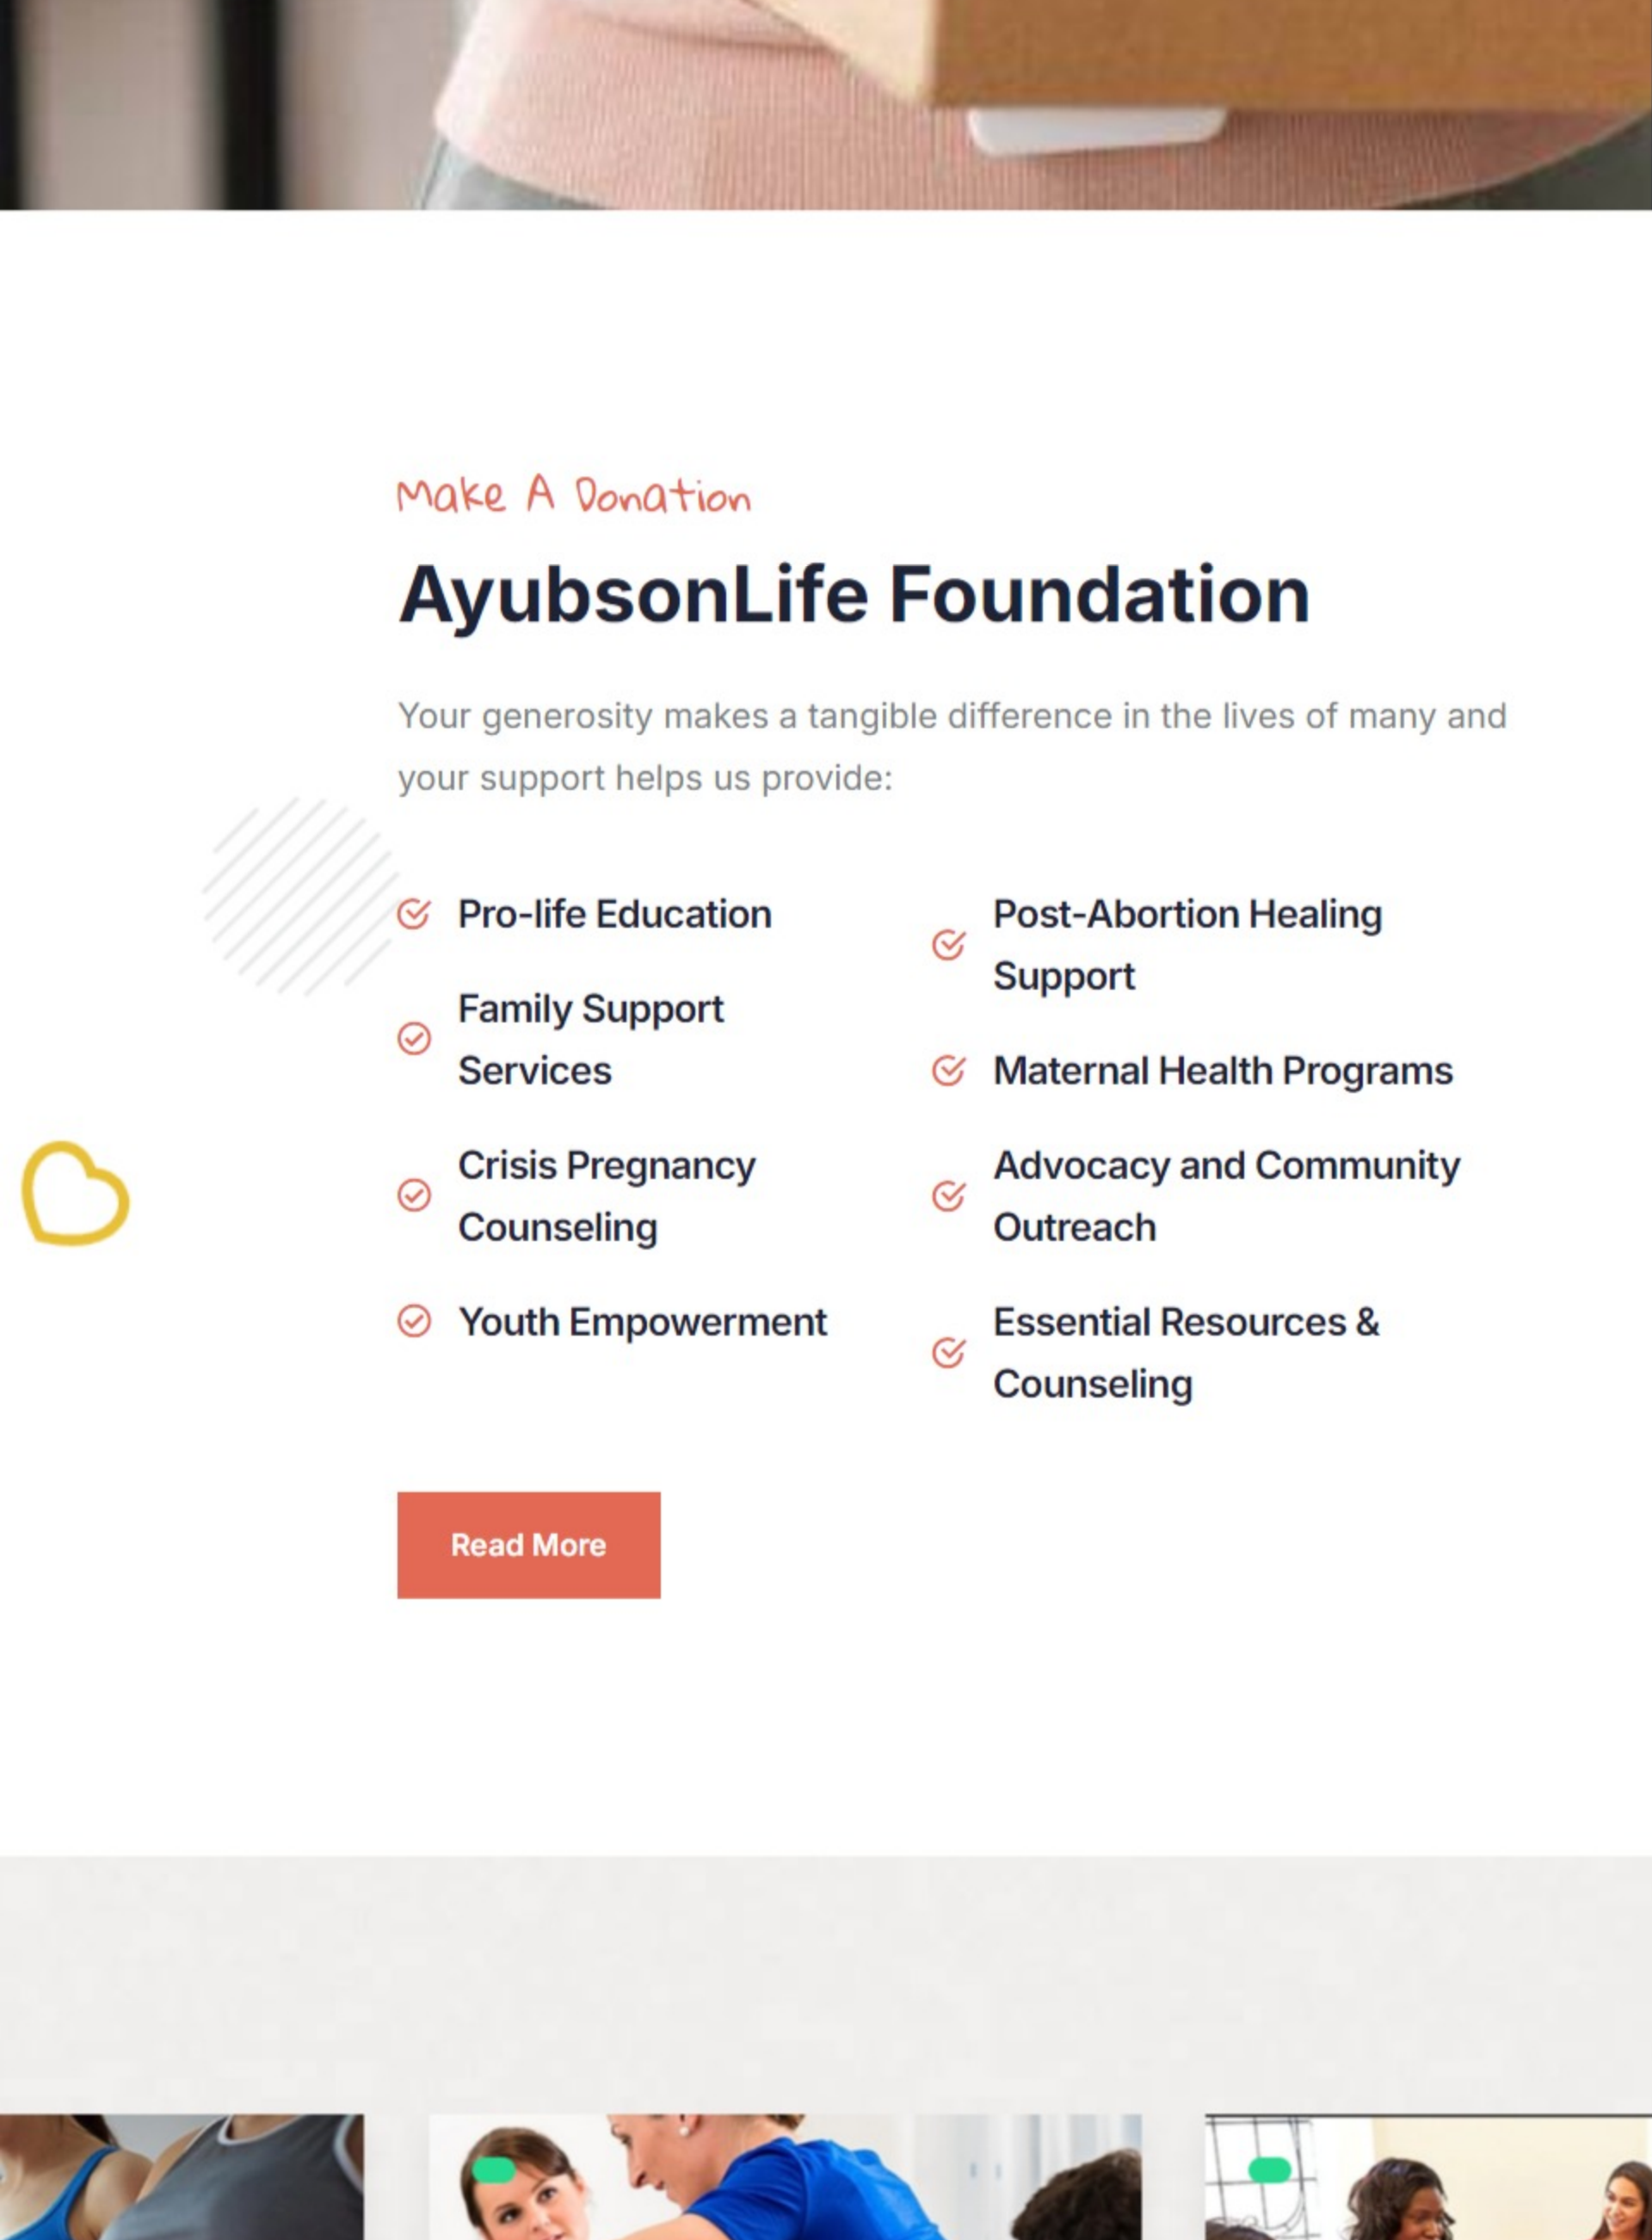 Make A Donation
AyubsonLife Foundation
Your generosity makes a tangible difference in the lives of many and
your support helps us provide:
Pro-life Education
Family Support
Services
Crisis Pregnancy
Counseling
Youth Empowerment
Post-Abortion Healing
Support
Maternal Health Programs
Advocacy and Community
Outreach
Essential Resources &
Counseling
Read More